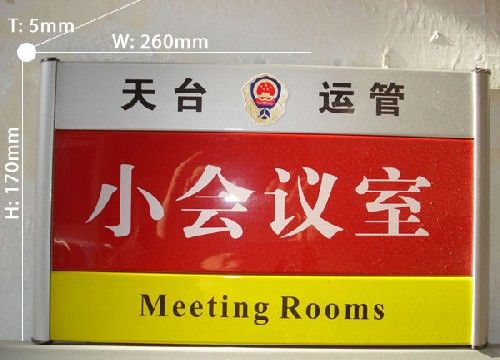 T: 5mm
W: 260mm
H: 170mm
天台 运管
小会议室
Meeting Rooms